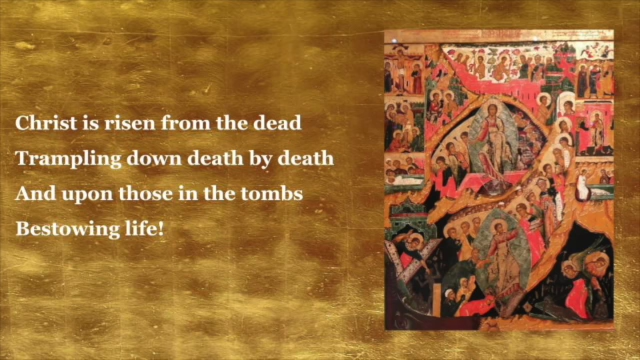 Christ is risen from the dead
Trampling down death by death
And upon those in the tombs
Bestowing life!